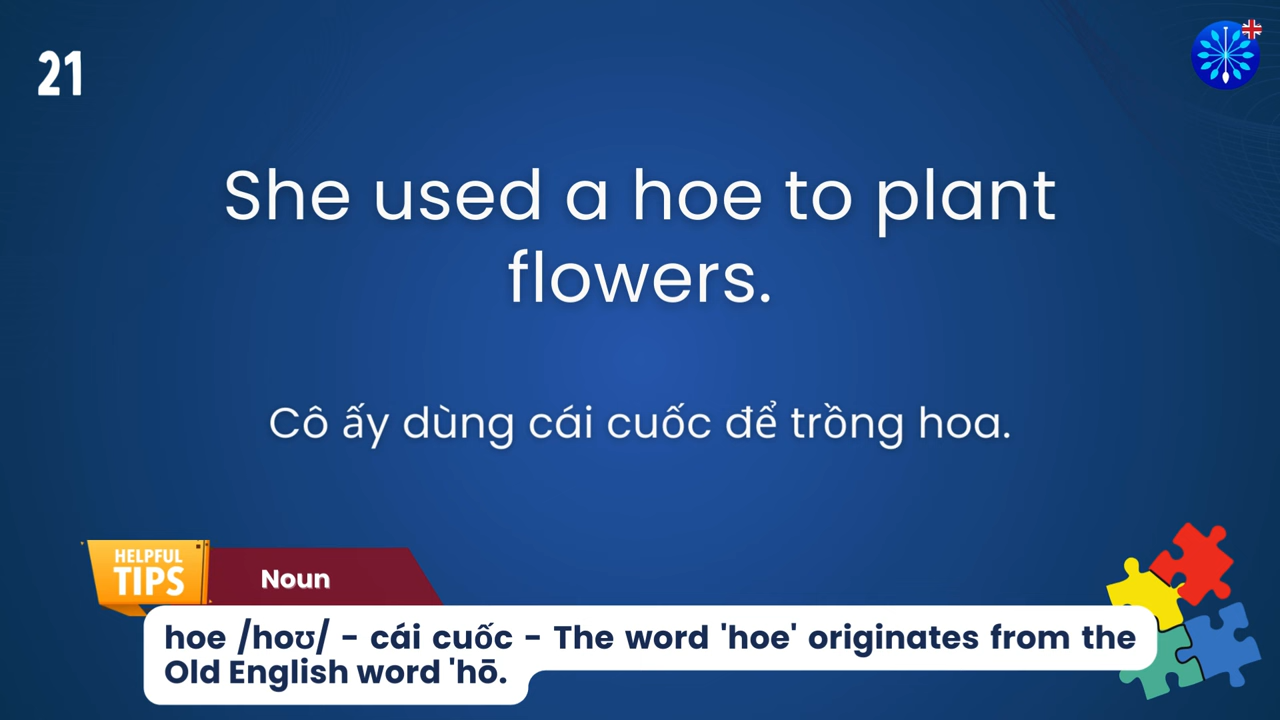 21
She used a hoe to plant
flowers.
Cô ấy dùng cái cuốc để trồng hoa.
HELPFUL
TIPS
Noun
hoe /hoʊ/ - cái cuốc - The word 'hoe' originates from the
Old English word 'hō.